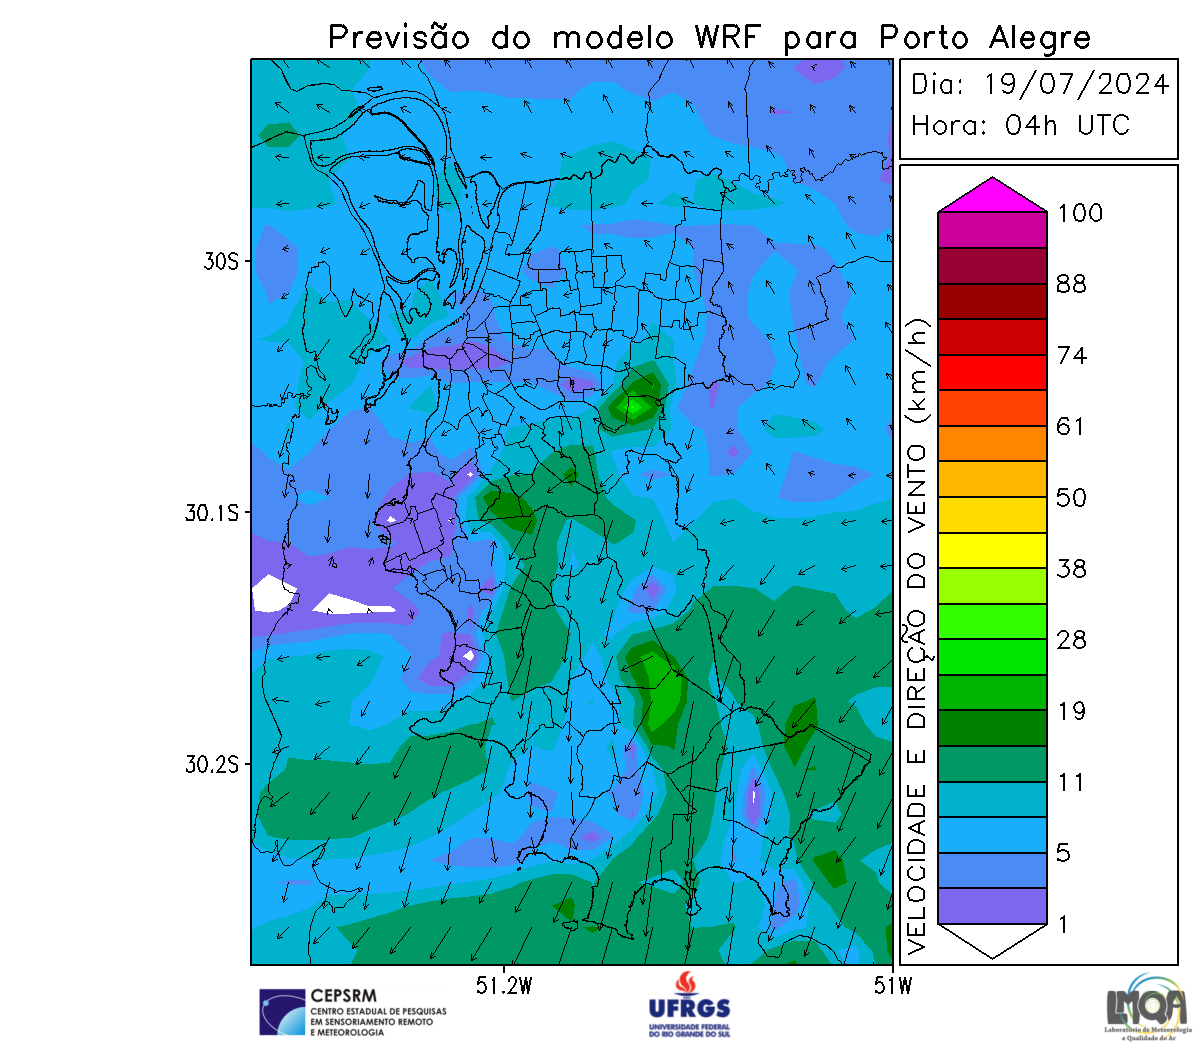 Previsão do modelo WRF para Porto Alegre
Dia: 19/07/2024
Hora: 04h UTC
30S
30.1S
30.2S
51.2W
51W
VELOCIDADE E DIREÇÃO DO VENTO (km/h)
100
88
74
61
50
38
28
19
11
5
1
CEPSRM
CENTRO ESTADUAL DE PESQUISAS
EM SENSORIAMENTO REMOTO
E METEOROLOGIA
UFRGS
UNIVERSIDADE FEDERAL
DO RIO GRANDE DO SUL
LMQA
Laboratório de Meteorologia
e Qualidade do Ar